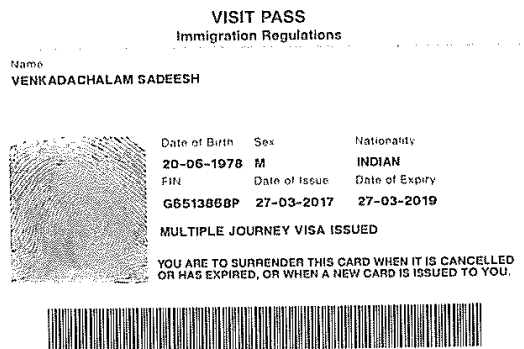 VISIT PASS
Immigration Regulations
Name
VENKADACHALAM SADEESH
Date of Birth Sex Nationality
20-06-1978 M INDIAN
FIN Date of Issue Date of Expiry
G6513868P 27-03-2017 27-03-2019
MULTIPLE JOURNEY VISA ISSUED
YOU ARE TO SURRENDER THIS CARD WHEN IT IS CANCELLED
OR HAS EXPIRED, OR WHEN A NEW CARD IS ISSUED TO YOU.